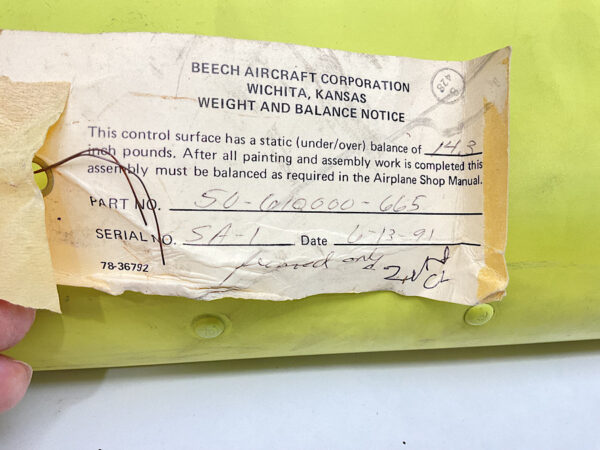 BEECH AIRCRAFT CORPORATION
WICHITA, KANSAS
WEIGHT AND BALANCE NOTICE
This control surface has a static (under/over) balance of 14.3
inch pounds. After all painting and assembly work is completed this
assembly must be balanced as required in the Airplane Shop Manual.
PART NO. 50-610000-665
SERIAL NO. SA-1 Date 6-13-91
only
78-36792